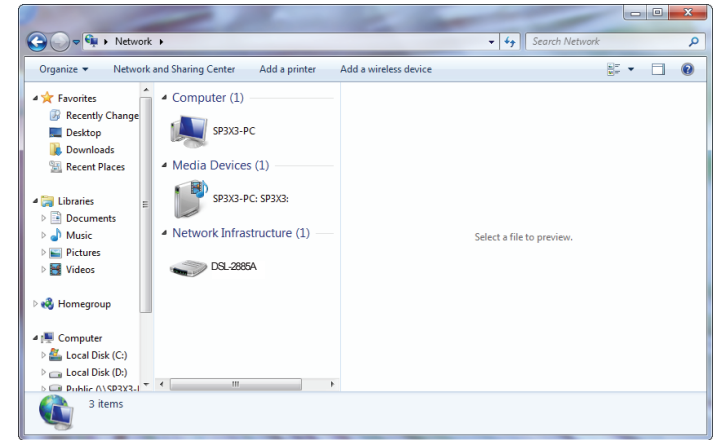 Network
Search Network
Organize
Network and Sharing Center
Add a printer
Add a wireless device
Favorites
Recently Change
Desktop
Downloads
Recent Places
Libraries
Documents
Music
Pictures
Videos
Homegroup
Computer
Local Disk (C:)
Local Disk (D:)
Public (\\SP3X3-
Computer (1)
SP3X3-PC
Media Devices (1)
SP3X3-PC: SP3X3:
Network Infrastructure (1)
DSL-2885A
Select a file to preview.
3 items